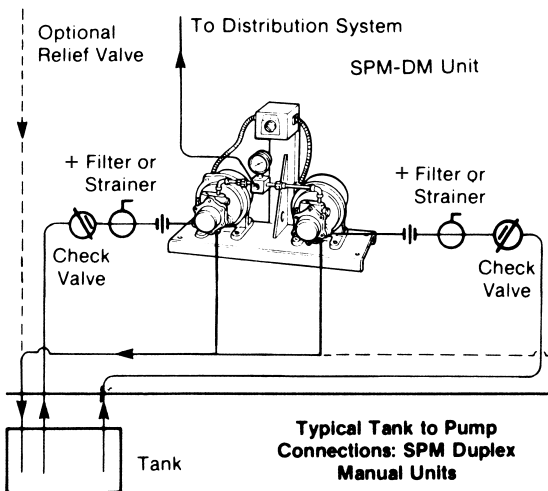 Optional
Relief Valve
To Distribution System
SPM-DM Unit
+ Filter or
Strainer
+ Filter or
Strainer
Check
Valve
Check
Valve
Tank
Typical Tank to Pump
Connections: SPM Duplex
Manual Units